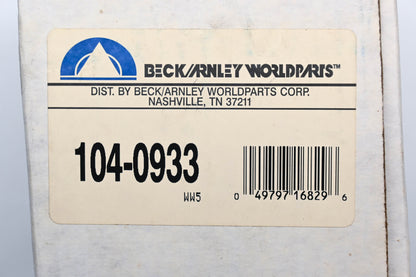 BECK/ARNLEY WORLDPARTS™
DIST. BY BECK/ARNLEY WORLDPARTS CORP.
NASHVILLE, TN 37211
104-0933
WW5
0 49797 16829 6